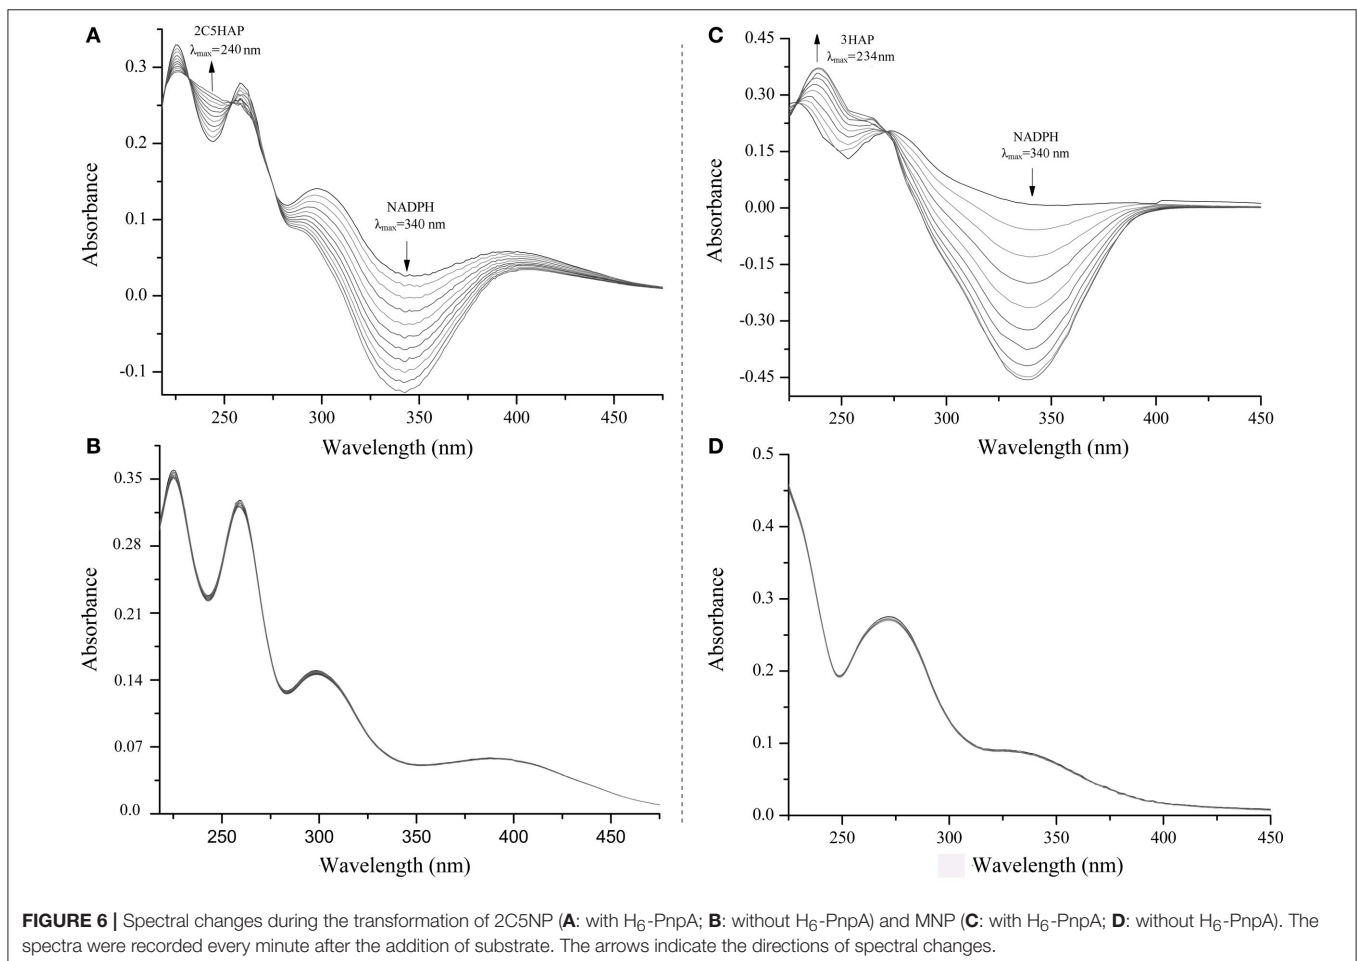 A
2C5HAP
λmax=240 nm
NADPH
λmax=340 nm
0.3
0.2
0.1
0.0
-0.1
Absorbance
250 300 350 400 450
Wavelength (nm)
B
0.35
0.28
0.21
0.14
0.07
0.0
Absorbance
250 300 350 400 450
Wavelength (nm)
C
3HAP
λmax=234nm
NADPH
λmax=340 nm
0.45
0.30
0.15
0.00
-0.15
-0.30
-0.45
Absorbance
250 300 350 400 450
Wavelength (nm)
D
0.5
0.4
0.3
0.2
0.1
0.0
Absorbance
250 300 350 400 450
Wavelength (nm)
FIGURE 6 | Spectral changes during the transformation of 2C5NP (A: with H6-PnpA; B: without H6-PnpA) and MNP (C: with H6-PnpA; D: without H6-PnpA). The
spectra were recorded every minute after the addition of substrate. The arrows indicate the directions of spectral changes.